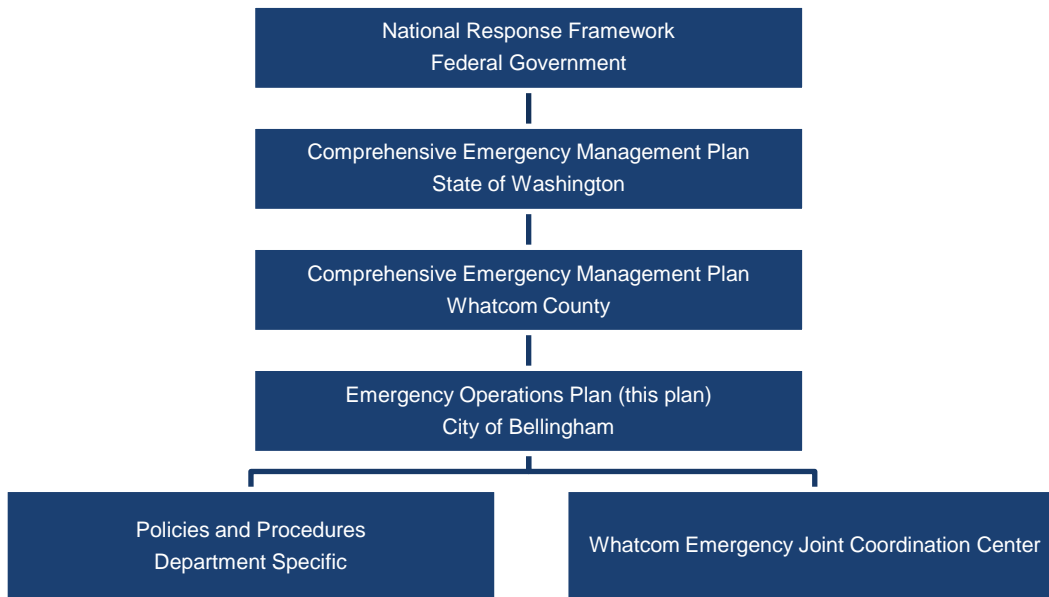 National Response Framework
Federal Government
Comprehensive Emergency Management Plan
State of Washington
Comprehensive Emergency Management Plan
Whatcom County
Emergency Operations Plan (this plan)
City of Bellingham
Policies and Procedures
Department Specific
Whatcom Emergency Joint Coordination Center